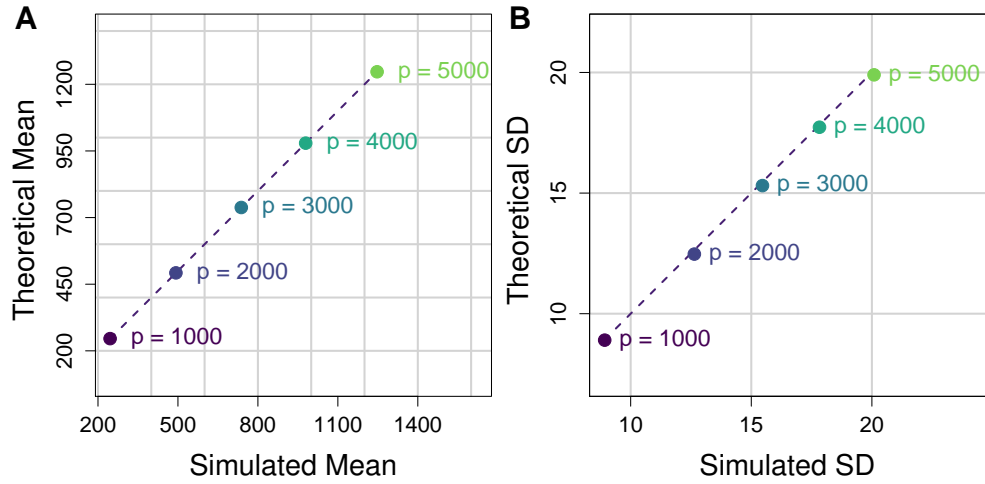 A
Theoretical Mean
1200
950
700
450
200
p = 5000
p = 4000
p = 3000
p = 2000
p = 1000
200 500 800 1100 1400
Simulated Mean
B
Theoretical SD
20
15
10
p = 5000
p = 4000
p = 3000
p = 2000
p = 1000
10 15 20
Simulated SD